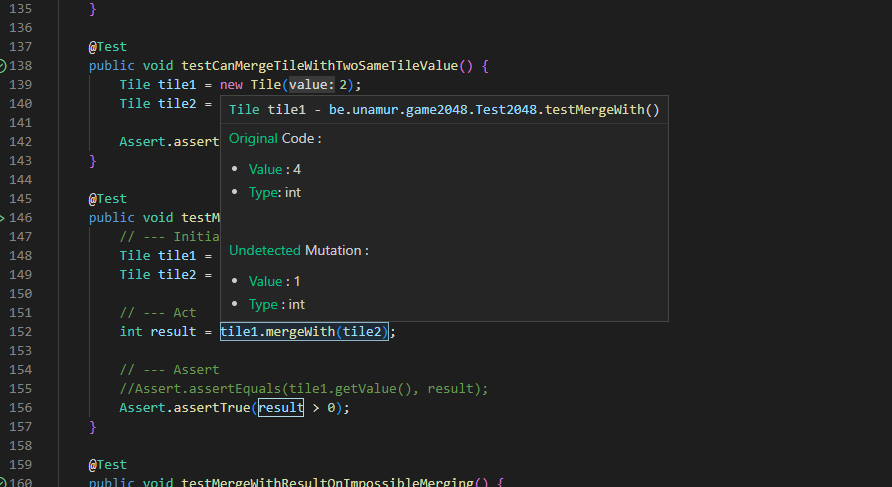 135 }
136
137 @Test
138 public void testCanMergeTileWithTwoSameTileValue() {
139 Tile tile1 = new Tile(value: 2);
140 Tile tile2 =
Tile tile1 - be.unamur.game2048.Test2048.testMergeWith()
141
Original Code :
142 Assert.assert
143 }
• Value : 4
144
• Type: int
145 @Test
146 public void testM
147 // --- Initia
Undetected Mutation :
148 Tile tile1 =
149 Tile tile2 =
• Value : 1
150
• Type : int
151 // --- Act
152 int result = tile1.mergeWith(tile2);
153
154 // --- Assert
155 //Assert.assertEquals(tile1.getValue(), result);
156 Assert.assertTrue(result > 0);
157 }
158
159 @Test
160 public void testMergeWithResultOnImpossibleMerging() {